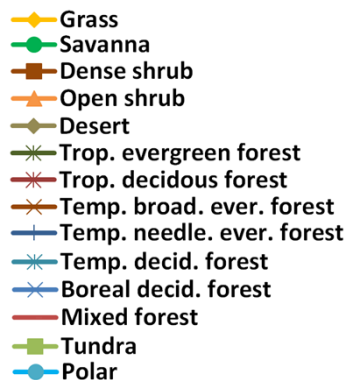 Grass
Savanna
Dense shrub
Open shrub
Desert
Trop. evergreen forest
Trop. decidous forest
Temp. broad. ever. forest
Temp. needle. ever. forest
Temp. decid. forest
Boreal decid. forest
Mixed forest
Tundra
Polar